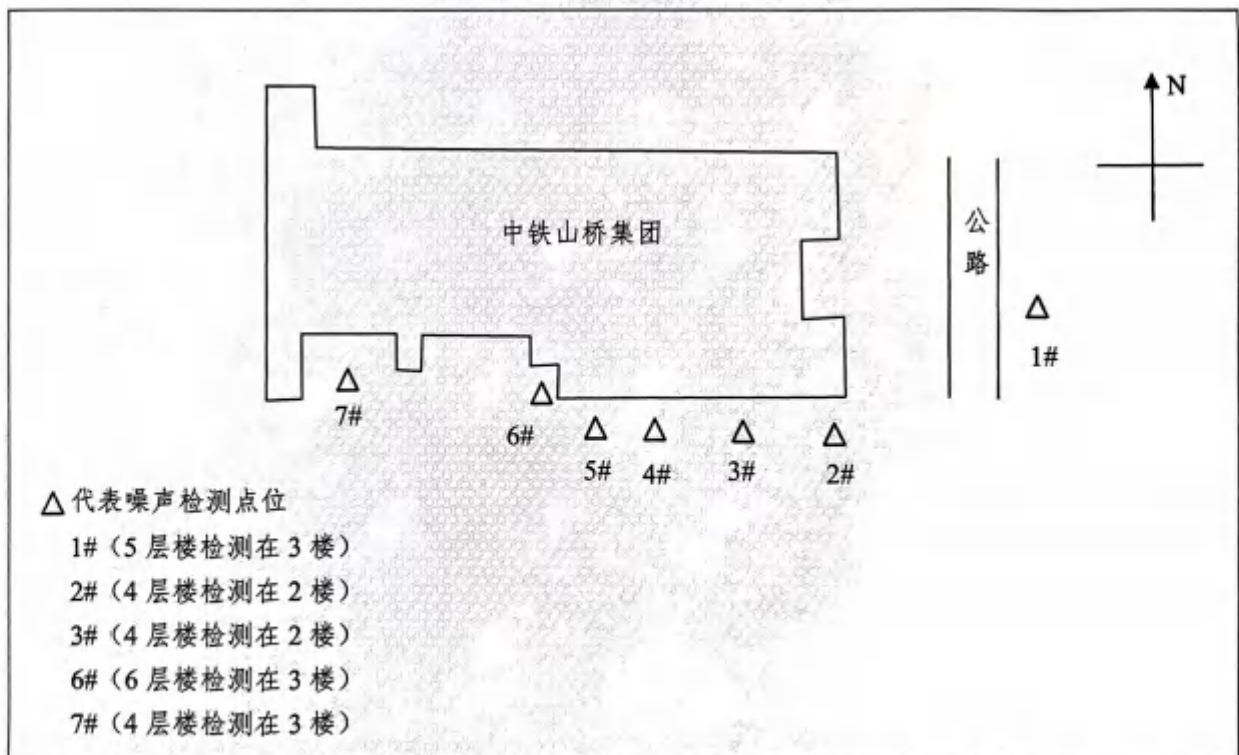 N
中铁山桥集团
公路
1#
7#
6#
5#
4#
3#
2#
△代表噪声检测点位
1#（5 层楼检测在 3 楼）
2#（4 层楼检测在 2 楼）
3#（4 层楼检测在 2 楼）
6#（6 层楼检测在 3 楼）
7#（4 层楼检测在 3 楼）